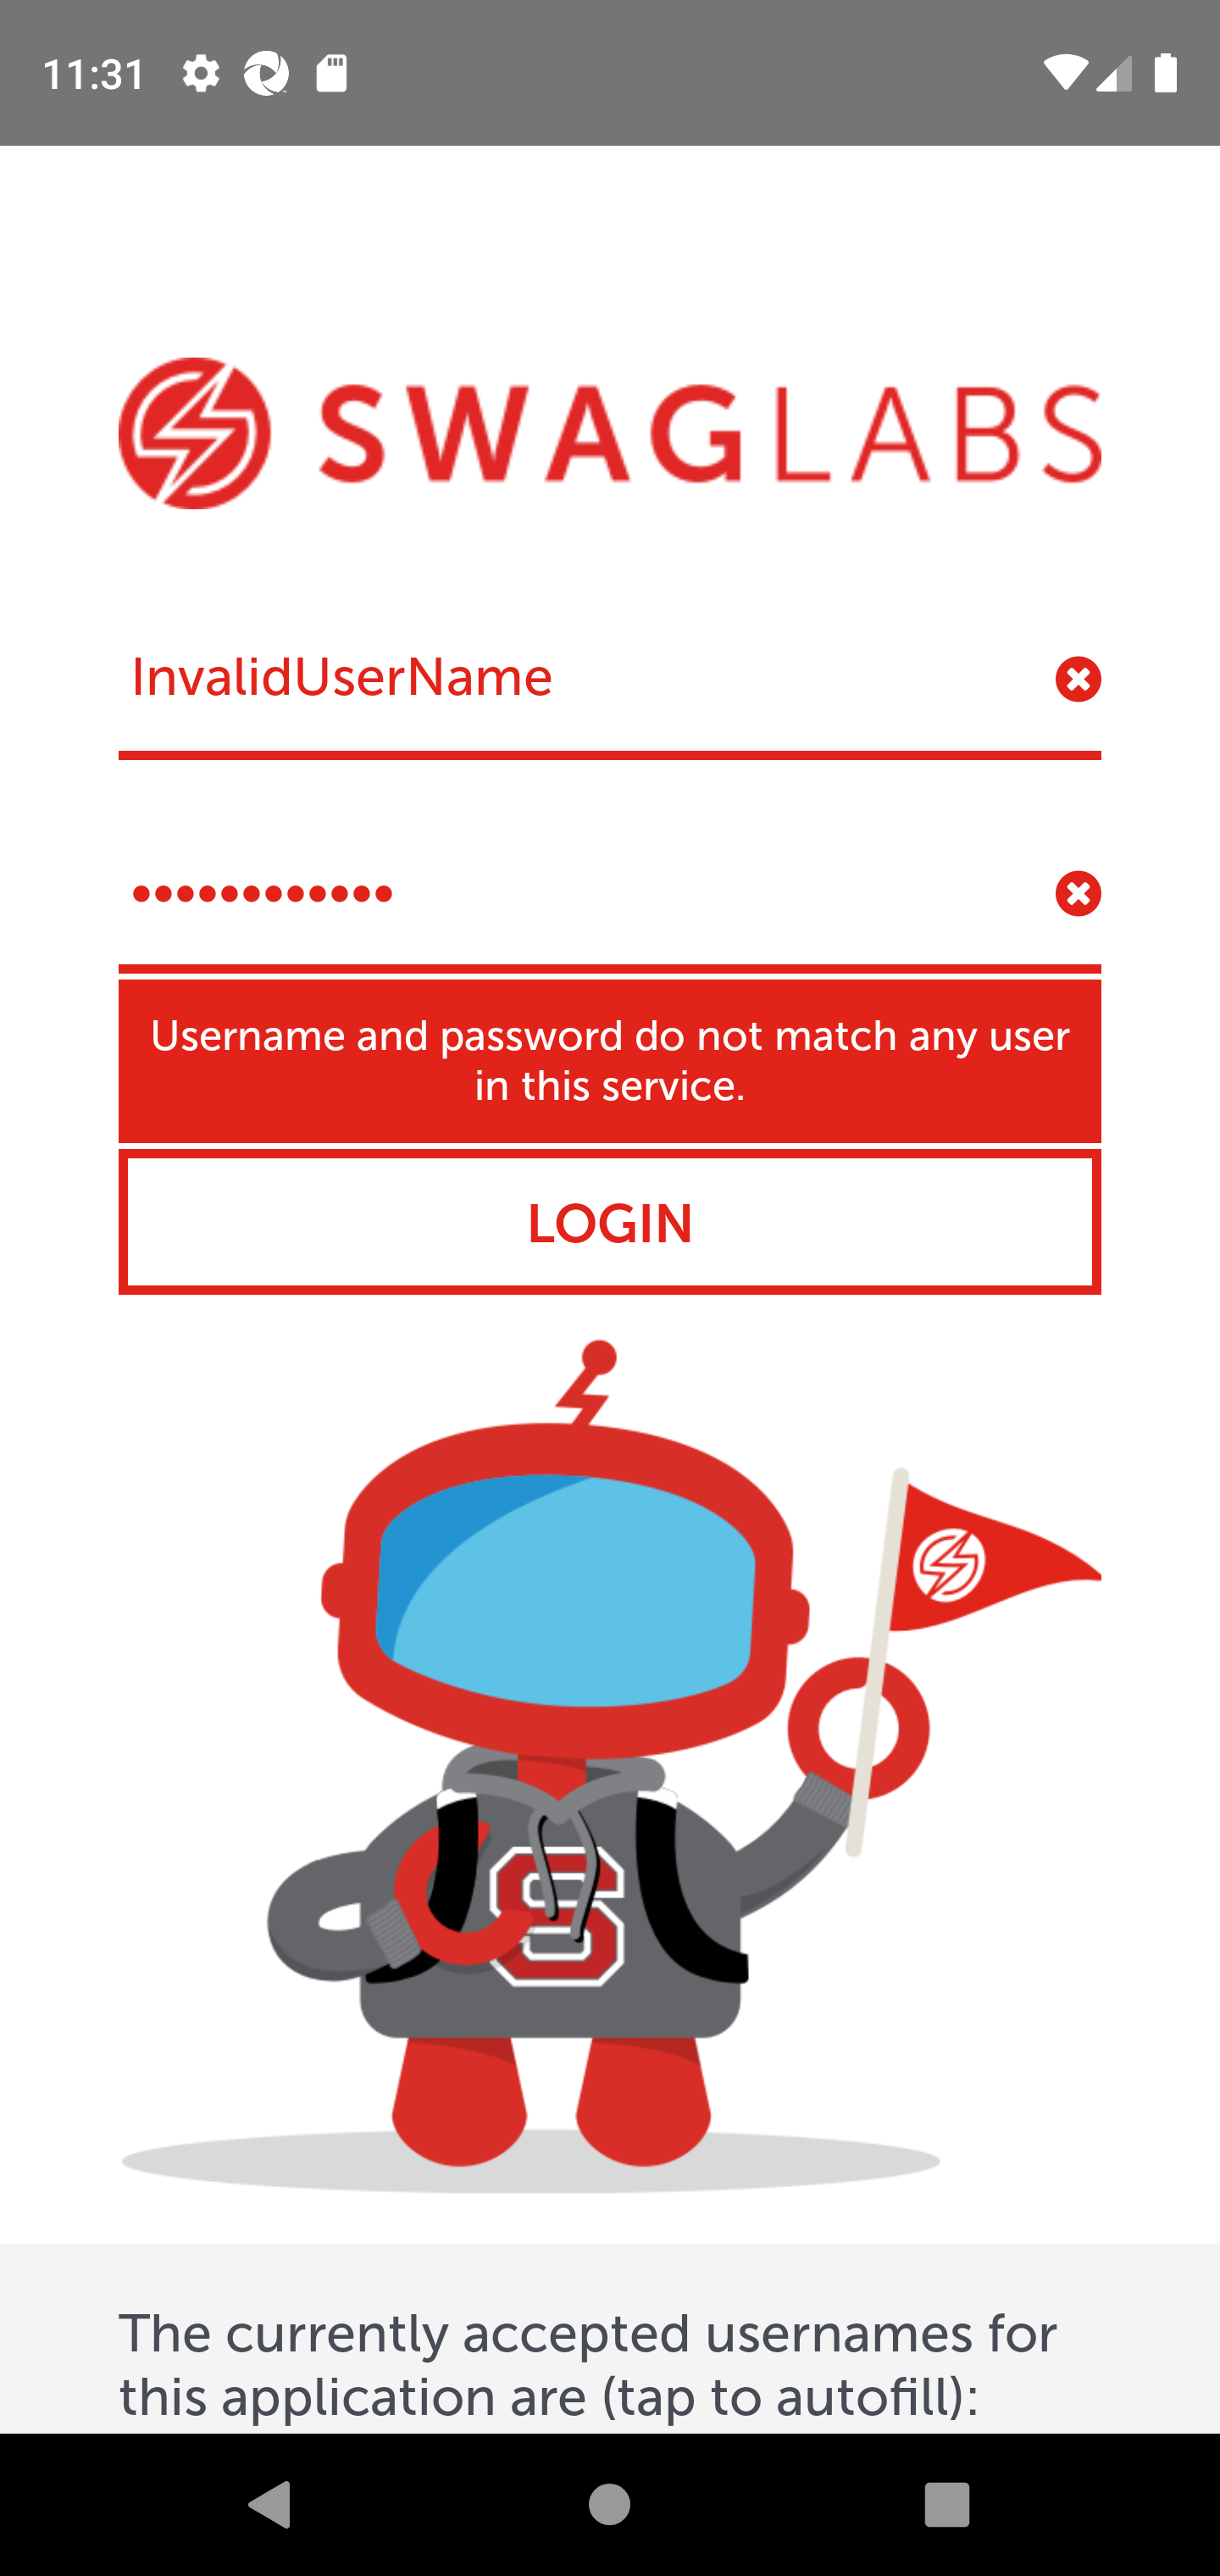 11:31
SWAGLABS
InvalidUserName
••••••••••••
Username and password do not match any user
in this service.
LOGIN
S
The currently accepted usernames for
this application are (tap to autofill):